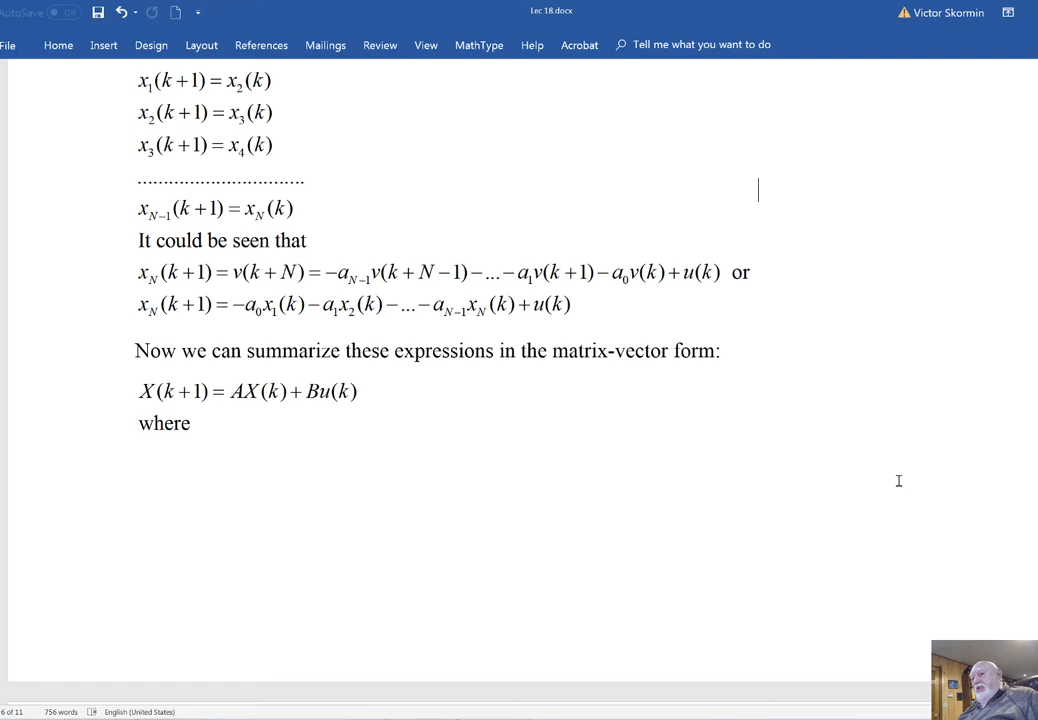 AutoSave Off Lec 18.docx Victor Skormin
File Home Insert Design Layout References Mailings Review View MathType Help Acrobat Tell me what you want to do
x₁(k+1) = x₂(k)
x₂(k+1) = x₃(k)
x₃(k+1) = x₄(k)
................................
x_{N−1}(k+1) = x_N(k)
It could be seen that
x_N(k+1) = v(k+N) = −a_{N−1}v(k+N−1) − ... − a₁v(k+1) − a₀v(k) + u(k) or
x_N(k+1) = −a₀x₁(k) − a₁x₂(k) − ... − a_{N−1}x_N(k) + u(k)
Now we can summarize these expressions in the matrix-vector form:
X(k+1) = AX(k) + Bu(k)
where
6 of 11 756 words English (United States)